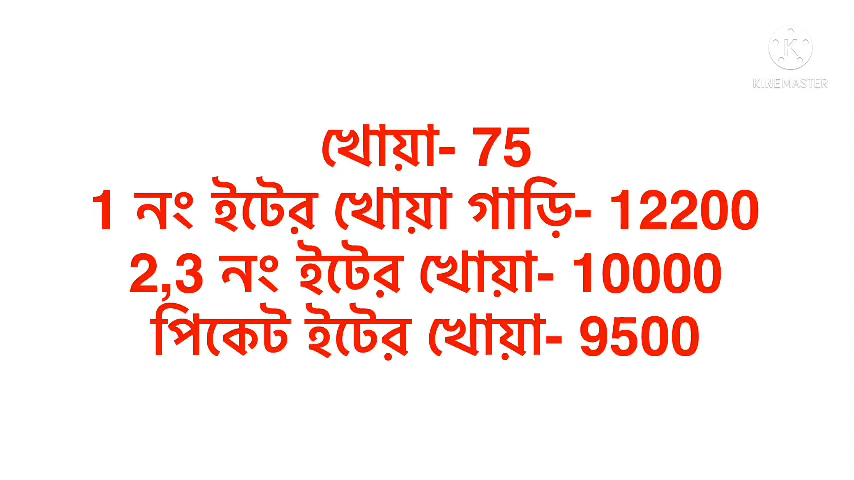 KINEMASTER
খোয়া- 75
1 নং ইটের খোয়া গাড়ি- 12200
2,3 নং ইটের খোয়া- 10000
পিকেট ইটের খোয়া- 9500